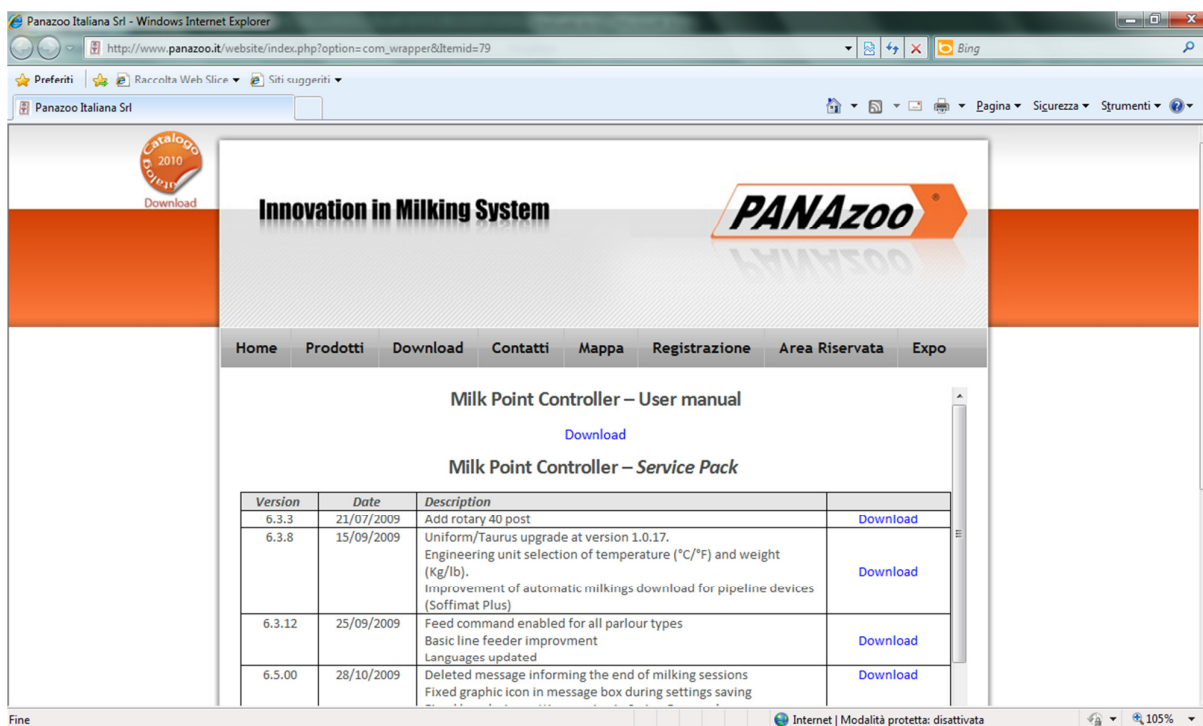 Panazoo Italiana Srl - Windows Internet Explorer
http://www.panazoo.it/website/index.php?option=com_wrapper&Itemid=79
Bing
Preferiti
Raccolta Web Slice
Siti suggeriti
Panazoo Italiana Srl
Pagina
Sicurezza
Strumenti
Catalogo
2010
Catalog
Download
Innovation in Milking System
PANAzoo ®
Home Prodotti Download Contatti Mappa Registrazione Area Riservata Expo
Milk Point Controller – User manual
Download
Milk Point Controller – Service Pack
Version Date Description
6.3.3 21/07/2009 Add rotary 40 post Download
6.3.8 15/09/2009 Uniform/Taurus upgrade at version 1.0.17.
Engineering unit selection of temperature (°C/°F) and weight
(Kg/lb).
Download
Improvement of automatic milkings download for pipeline devices
(Soffimat Plus)
6.3.12 25/09/2009 Feed command enabled for all parlour types
Basic line feeder improvment Download
Languages updated
6.5.00 28/10/2009 Deleted message informing the end of milking sessions Download
Fixed graphic icon in message box during settings saving
Fine
Internet | Modalità protetta: disattivata
105%